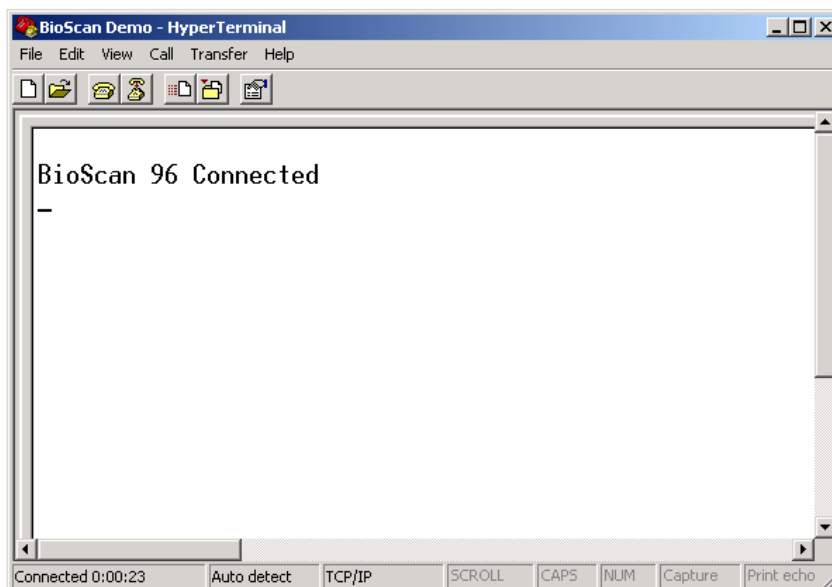 BioScan Demo - HyperTerminal
File Edit View Call Transfer Help
BioScan 96 Connected
Connected 0:00:23 Auto detect TCP/IP SCROLL CAPS NUM Capture Print echo